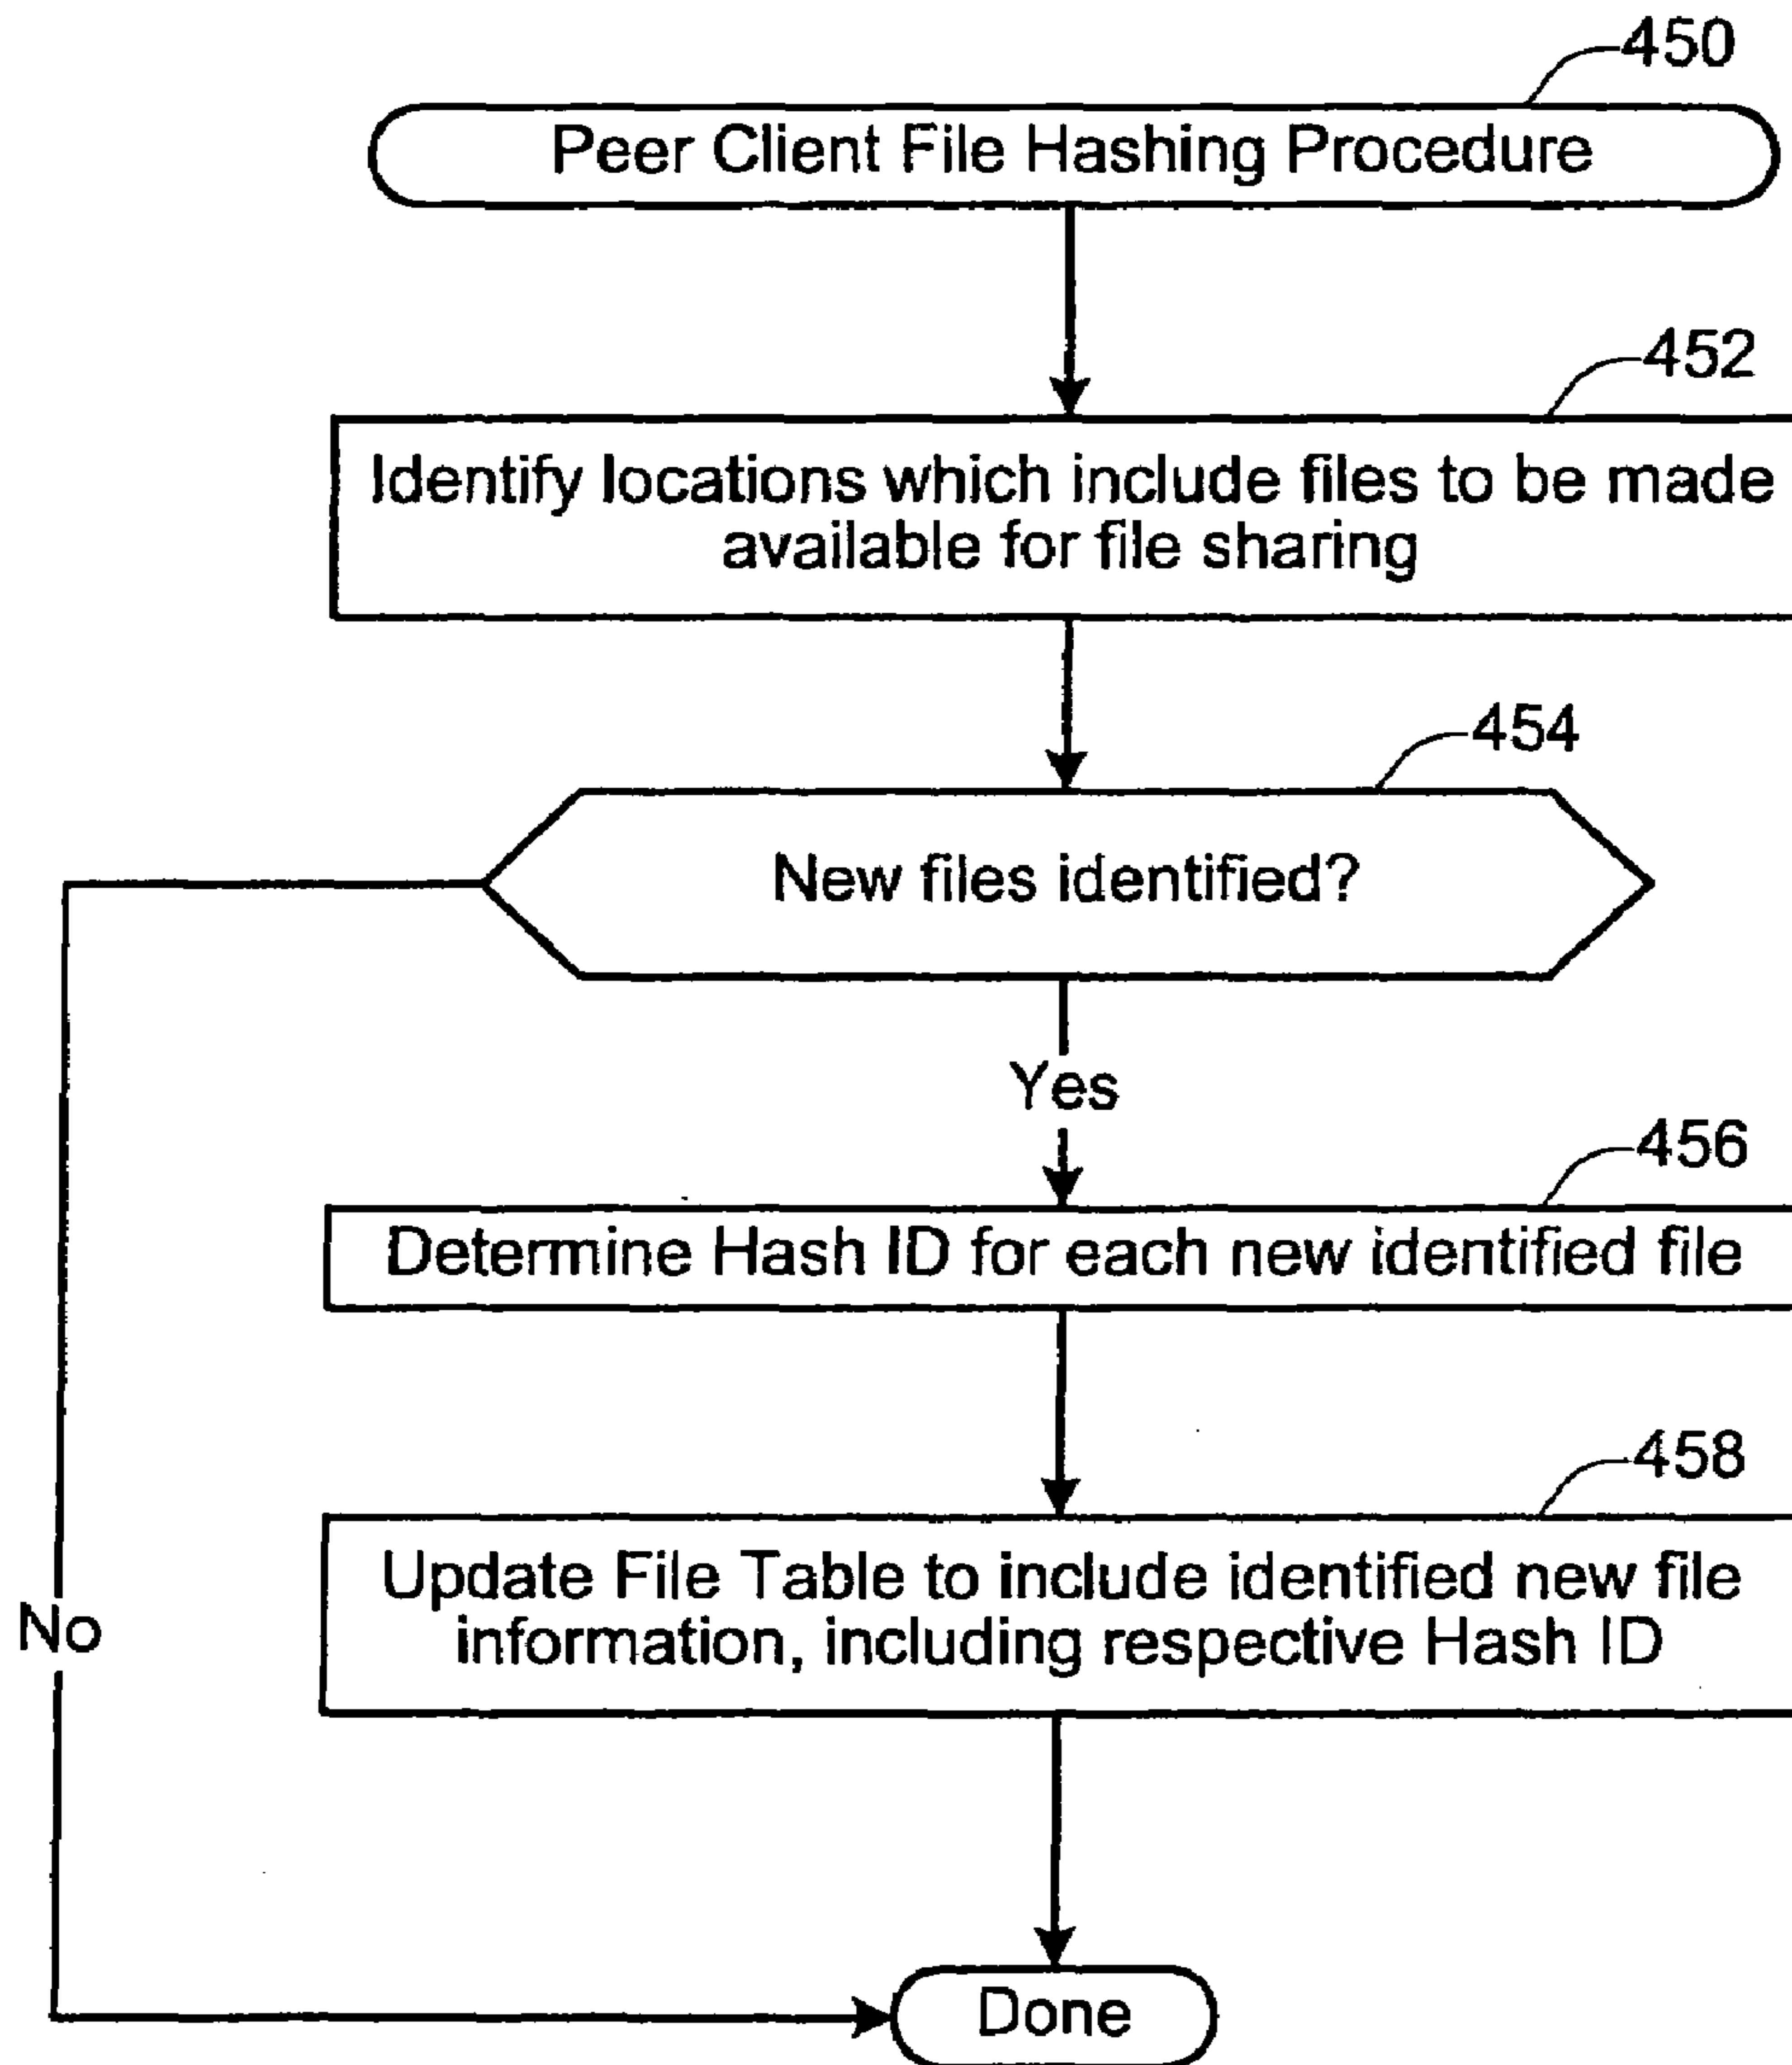 450
Peer Client File Hashing Procedure
452
Identify locations which include files to be made
available for file sharing
454
New files identified?
Yes
456
Determine Hash ID for each new identified file
458
Update File Table to include identified new file
information, including respective Hash ID
No
Done